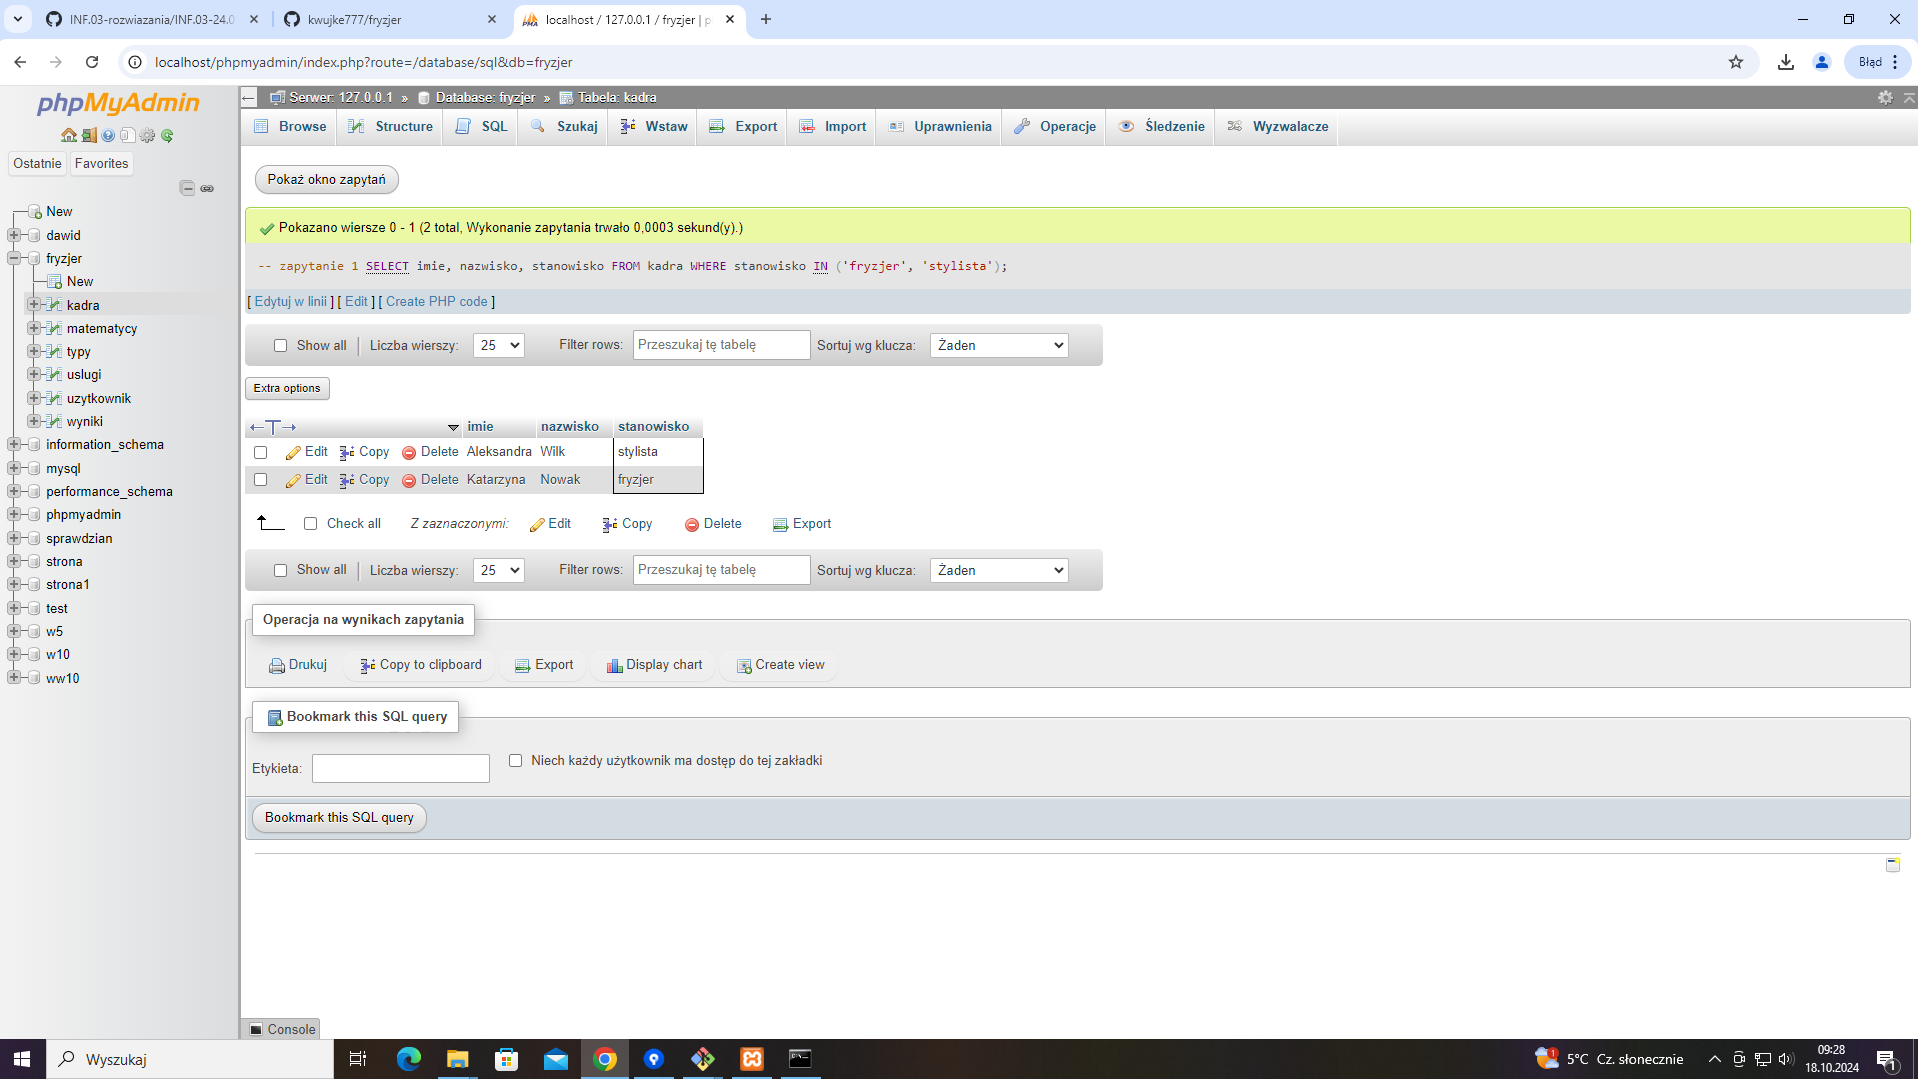 INF.03-rozwiazania/INF.03-24.0
kwujke777/fryzjer
localhost / 127.0.0.1 / fryzjer | p
localhost/phpmyadmin/index.php?route=/database/sql&db=fryzjer
Błąd
phpMyAdmin
Ostatnie Favorites
New
dawid
fryzjer
New
kadra
matematycy
typy
uslugi
uzytkownik
wyniki
information_schema
mysql
performance_schema
phpmyadmin
sprawdzian
strona
strona1
test
w5
w10
ww10
Serwer: 127.0.0.1 » Database: fryzjer » Tabela: kadra
Browse Structure SQL Szukaj Wstaw Export Import Uprawnienia Operacje Śledzenie Wyzwalacze
Pokaż okno zapytań
Pokazano wiersze 0 - 1 (2 total, Wykonanie zapytania trwało 0,0003 sekund(y).)
-- zapytanie 1 SELECT imie, nazwisko, stanowisko FROM kadra WHERE stanowisko IN ('fryzjer', 'stylista');
[ Edytuj w linii ] [ Edit ] [ Create PHP code ]
Show all Liczba wierszy: 25 Filter rows: Przeszukaj tę tabelę Sortuj wg klucza: Żaden
Extra options
imie nazwisko stanowisko
Edit Copy Delete Aleksandra Wilk stylista
Edit Copy Delete Katarzyna Nowak fryzjer
Check all Z zaznaczonymi: Edit Copy Delete Export
Show all Liczba wierszy: 25 Filter rows: Przeszukaj tę tabelę Sortuj wg klucza: Żaden
Operacja na wynikach zapytania
Drukuj Copy to clipboard Export Display chart Create view
Bookmark this SQL query
Etykieta: Niech każdy użytkownik ma dostęp do tej zakładki
Bookmark this SQL query
Console
Wyszukaj
1 5°C Cz. słonecznie
09:28
18.10.2024
1